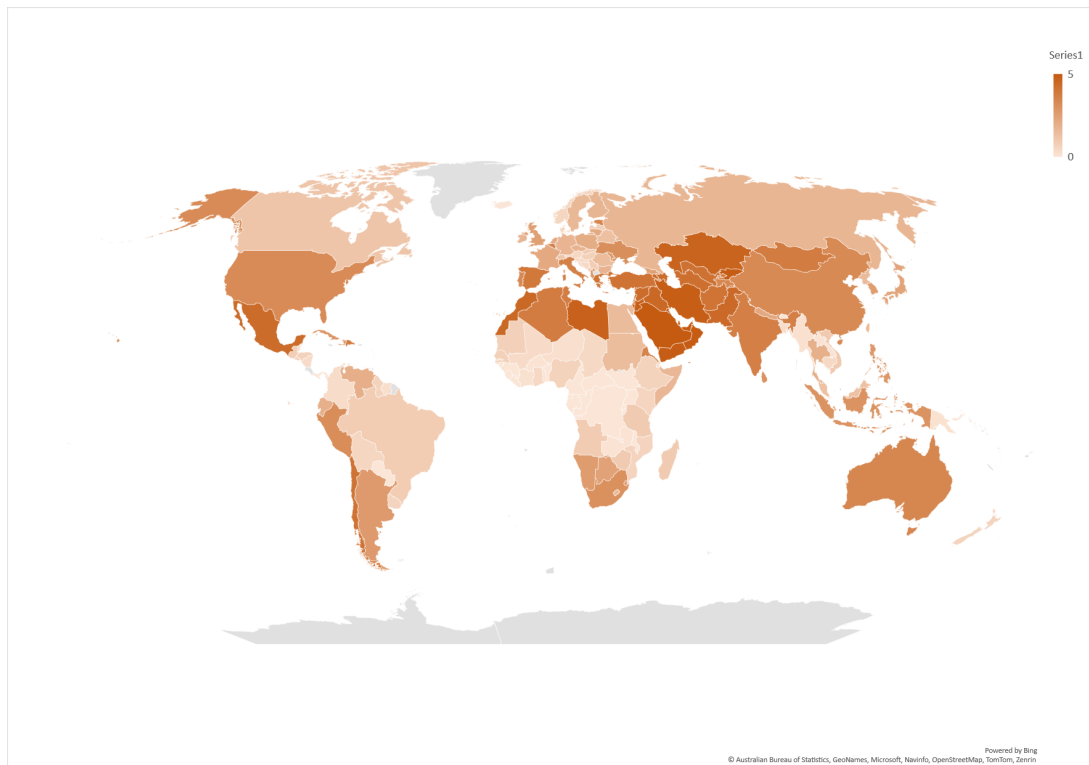 Series1
5
0
Powered by Bing
© Australian Bureau of Statistics, GeoNames, Microsoft, Navinfo, OpenStreetMap, TomTom, Zenrin